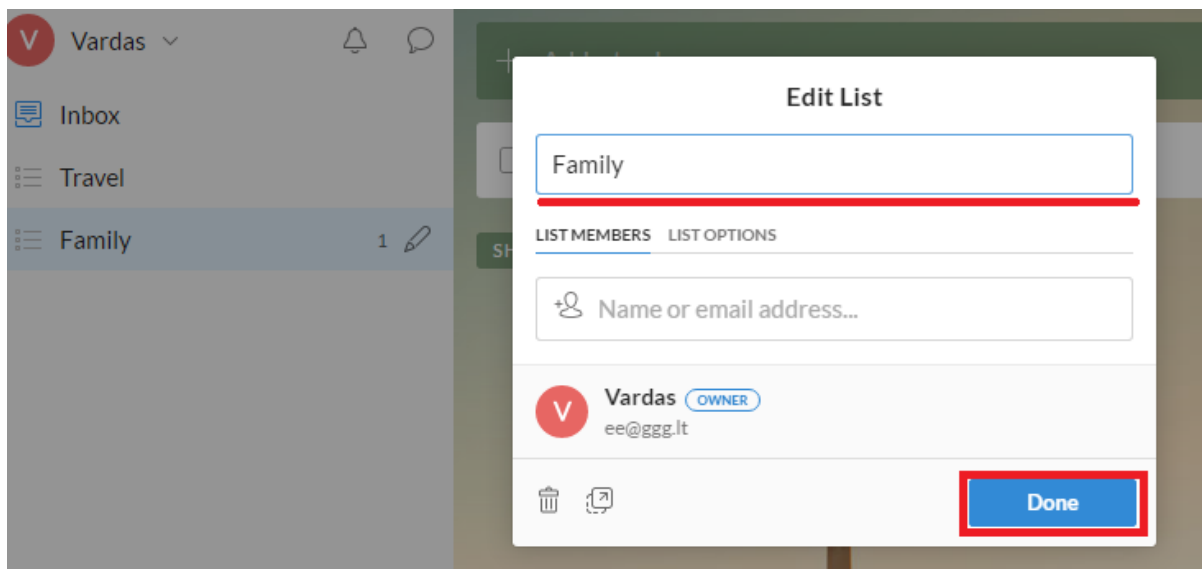 V Vardas
Inbox
Travel
Family 1
Edit List
Family
LIST MEMBERS LIST OPTIONS
Name or email address...
V Vardas OWNER
ee@ggg.lt
Done